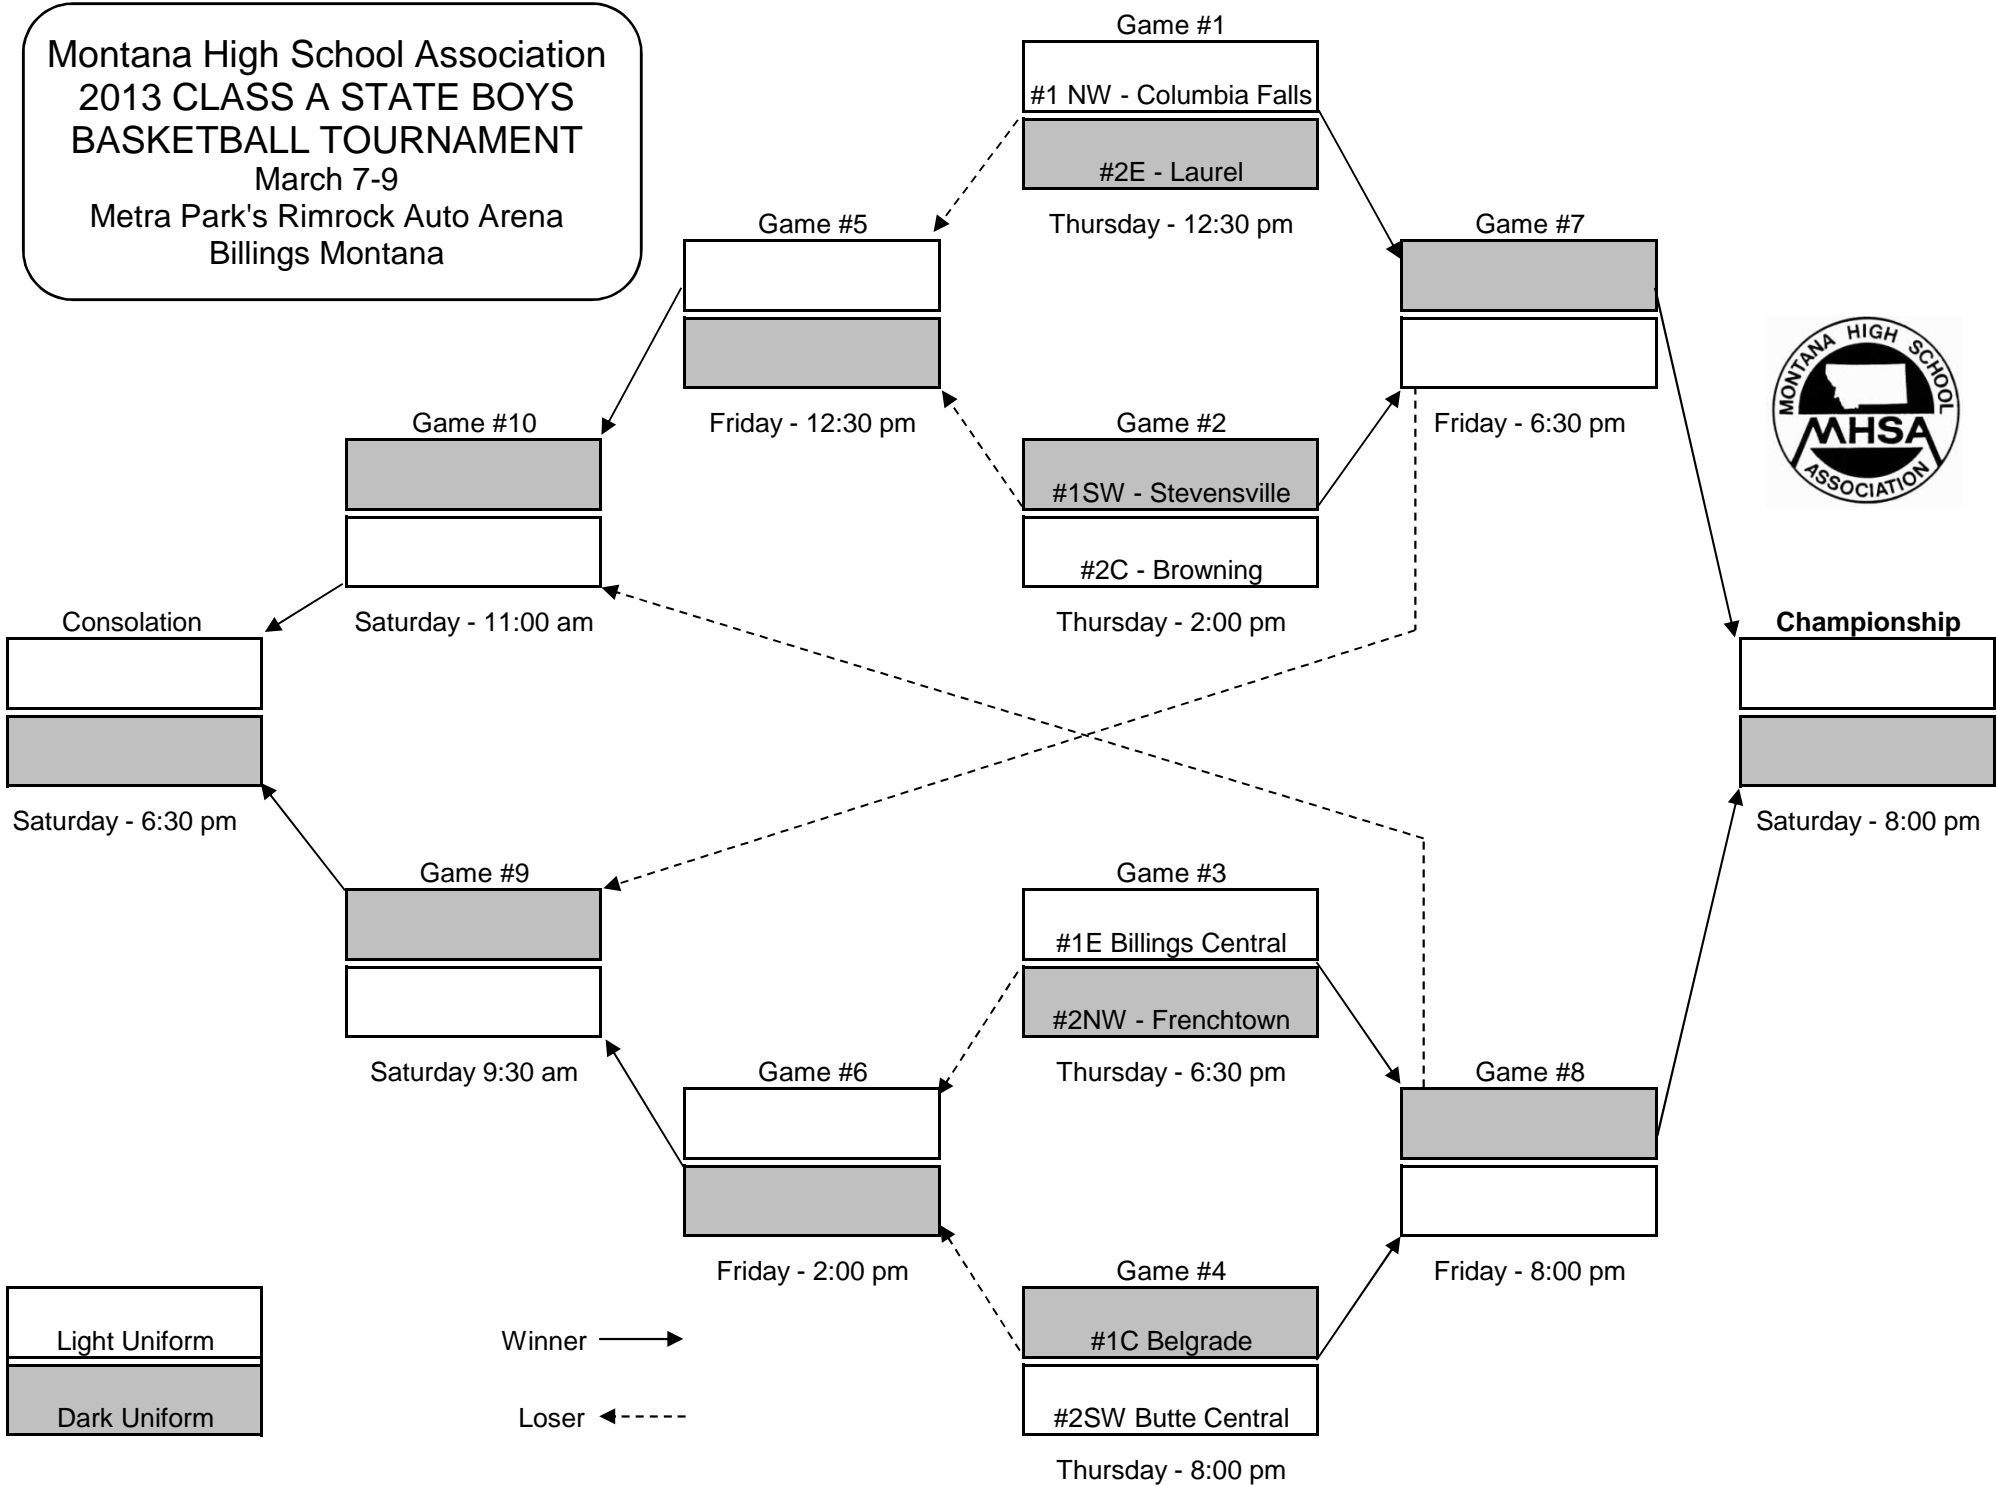 Montana High School Association
2013 CLASS A STATE BOYS
BASKETBALL TOURNAMENT
March 7-9
Metra Park's Rimrock Auto Arena
Billings Montana
Game #1
#1 NW - Columbia Falls
#2E - Laurel
Thursday - 12:30 pm
Game #5
Friday - 12:30 pm
Game #7
Friday - 6:30 pm
MONTANA HIGH SCHOOL
MHSA
ASSOCIATION
Game #10
Saturday - 11:00 am
Game #2
#1SW - Stevensville
#2C - Browning
Thursday - 2:00 pm
Consolation
Saturday - 6:30 pm
Championship
Saturday - 8:00 pm
Game #9
Saturday 9:30 am
Game #3
#1E Billings Central
#2NW - Frenchtown
Thursday - 6:30 pm
Game #6
Friday - 2:00 pm
Game #8
Friday - 8:00 pm
Game #4
#1C Belgrade
#2SW Butte Central
Thursday - 8:00 pm
Light Uniform
Dark Uniform
Winner
Loser